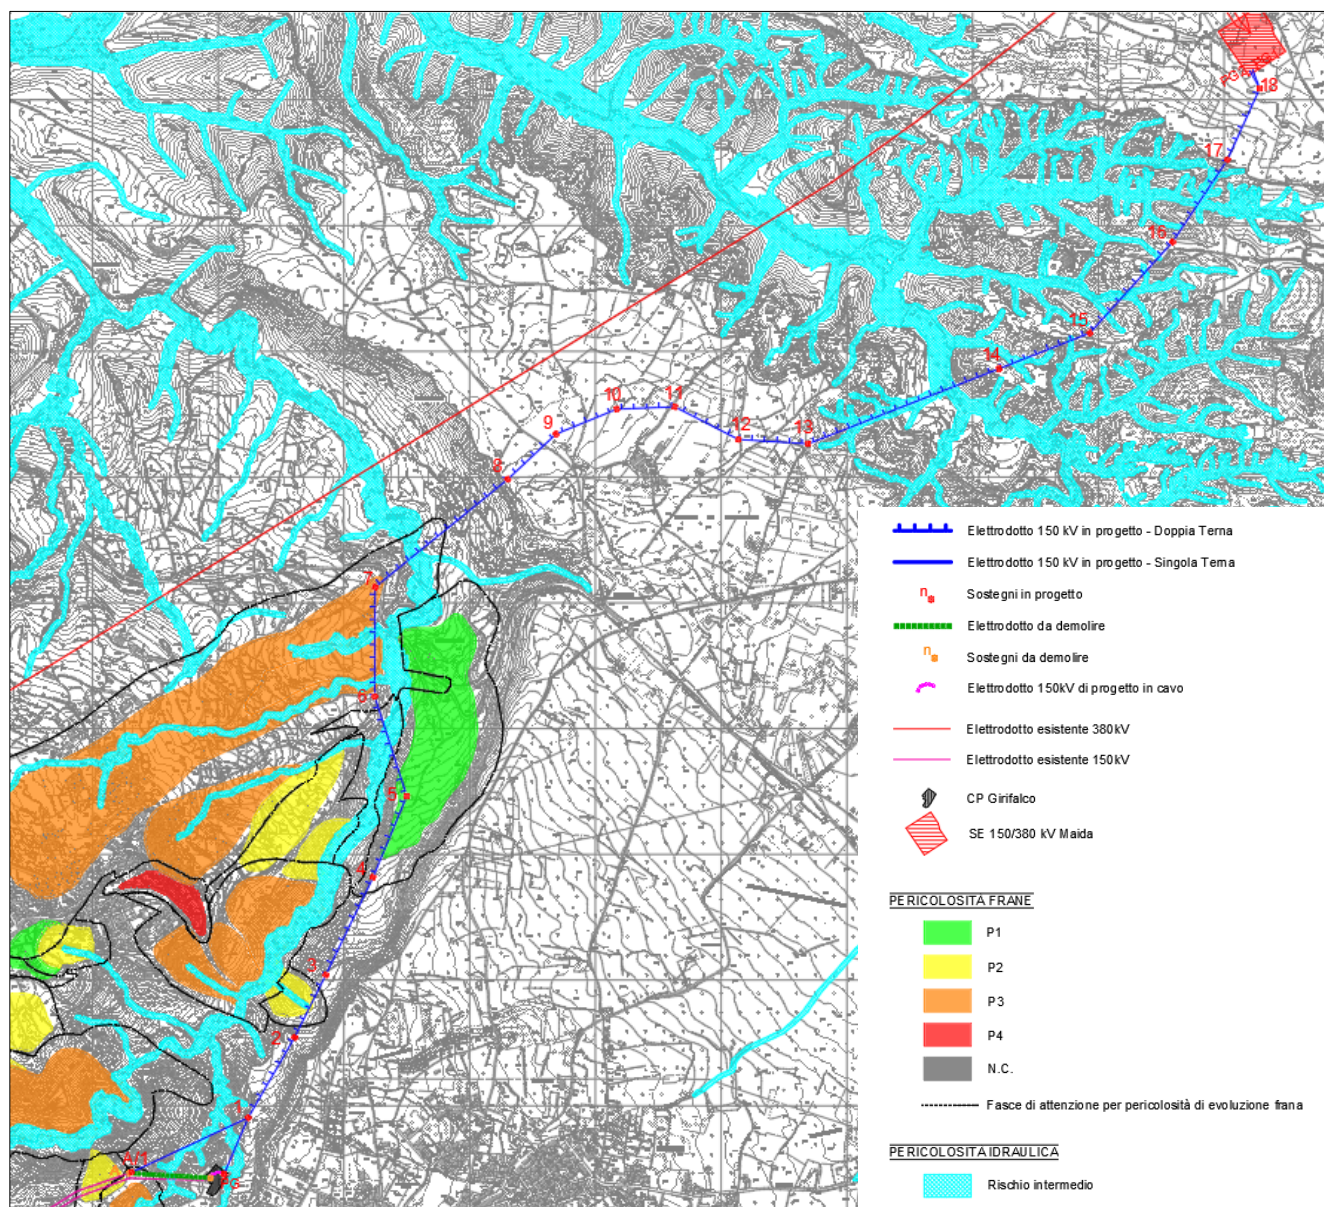 18
17
16
15
14
13
12
11
10
9
8
7
6
5
4
3
2
1
A/1
Elettrodotto 150 kV in progetto - Doppia Terna
Elettrodotto 150 kV in progetto - Singola Terna
n Sostegni in progetto
Elettrodotto da demolire
n Sostegni da demolire
Elettrodotto 150kV di progetto in cavo
Elettrodotto esistente 380kV
Elettrodotto esistente 150kV
CP Girifalco
SE 150/380 kV Maida
PERICOLOSITÀ FRANE
P1
P2
P3
P4
N.C.
Fasce di attenzione per pericolosità di evoluzione frana
PERICOLOSITA IDRAULICA
Rischio intermedio